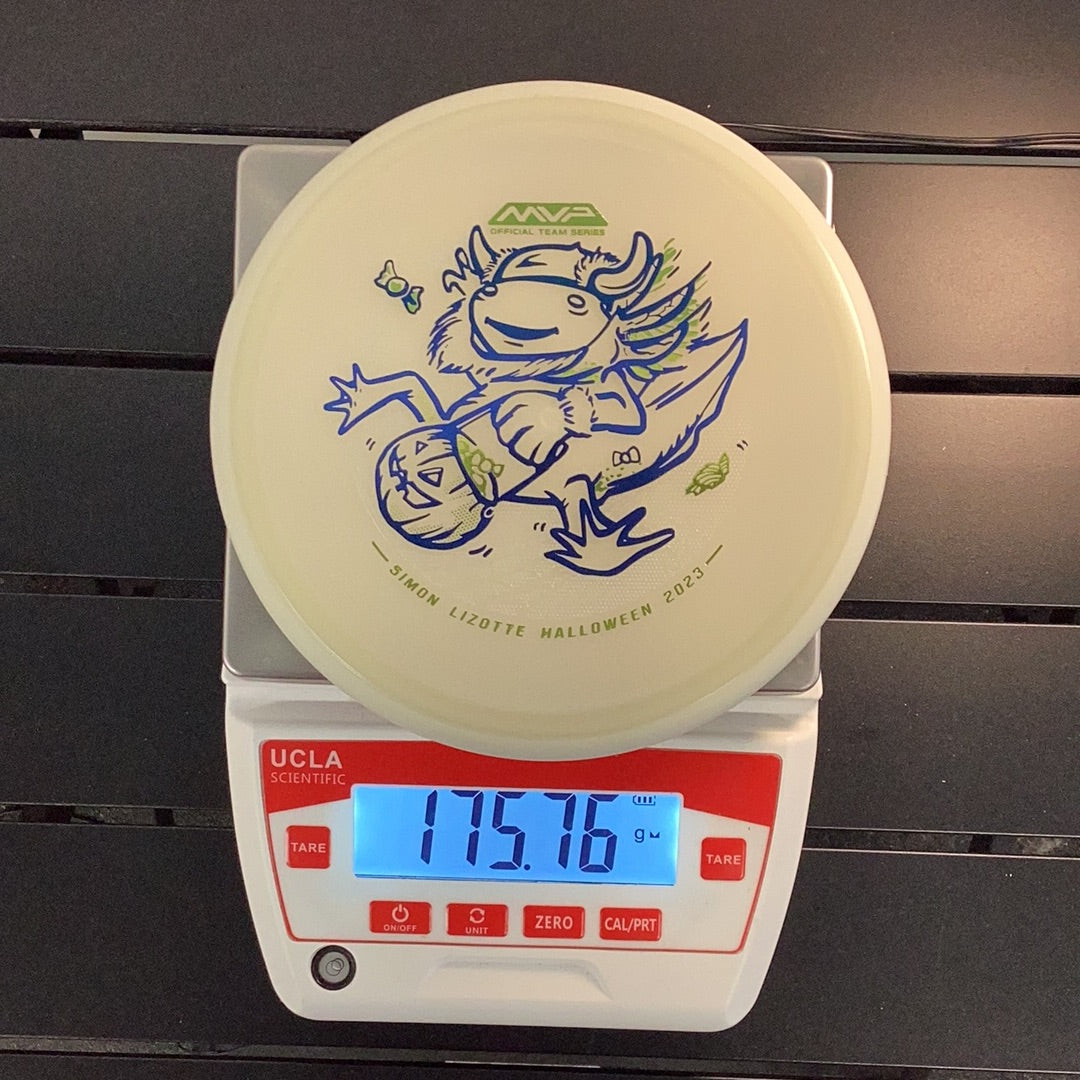 MVP
OFFICIAL TEAM SERIES
SIMON LIZOTTE HALLOWEEN 2023
UCLA
SCIENTIFIC
175.76 g
TARE
TARE
ON/OFF
UNIT
ZERO
CAL/PRT